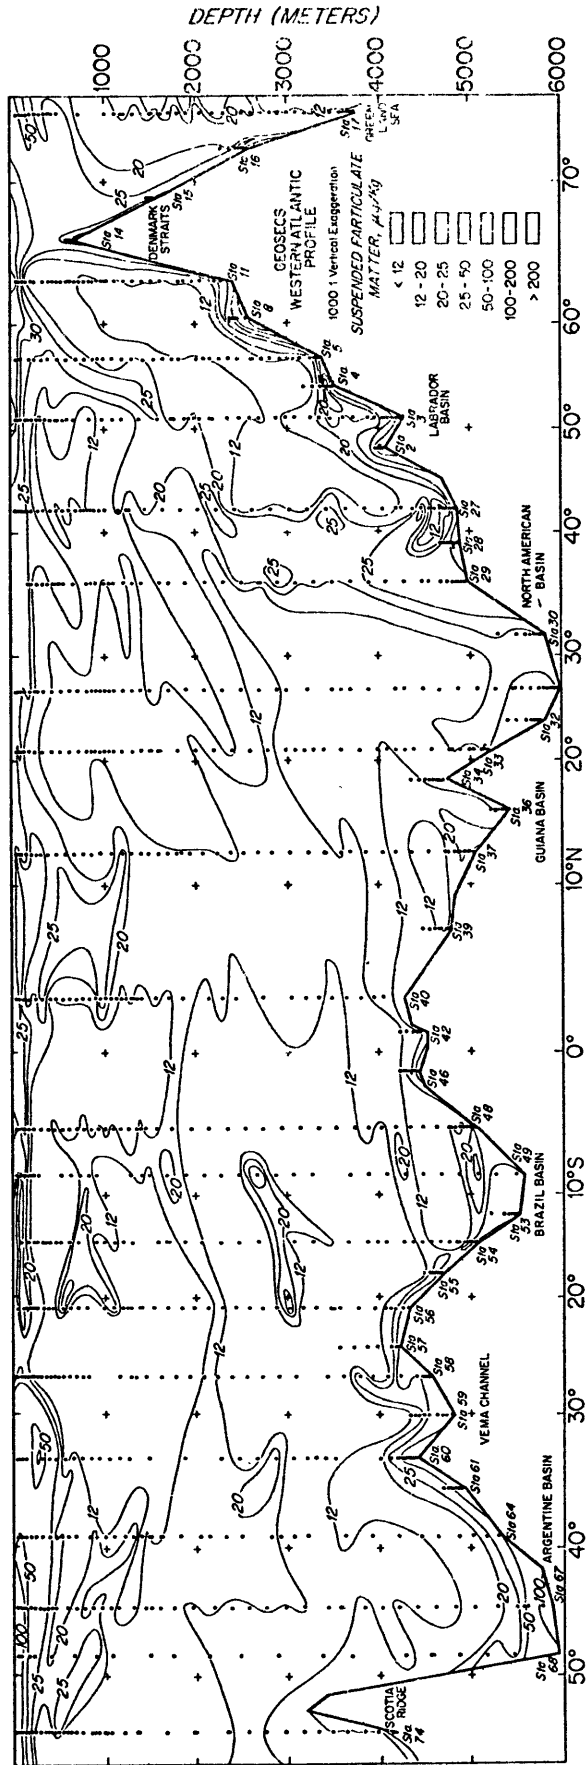 DEPTH (METERS)
1000
2000
3000
4000
5000
6000
70°
60°
50°
40°
30°
20°
10°N
0°
10°S
20°
30°
40°
50°
GEOSECS
WESTERN ATLANTIC
PROFILE
1000:1 Vertical Exaggeration
SUSPENDED PARTICULATE
MATTER, µg/Kg
< 12
12-20
20-25
25-50
50-100
100-200
> 200
GREENLAND
SEA
DENMARK
STRAITS
LABRADOR
BASIN
NORTH AMERICAN
BASIN
GUIANA BASIN
BRAZIL BASIN
VEMA CHANNEL
ARGENTINE BASIN
SCOTIA
RIDGE
Sta 17
Sta 16
Sta 15
Sta 14
Sta 11
Sta 8
Sta 5
Sta 4
Sta 3
Sta 2
Sta 27
Sta 28
Sta 29
Sta 30
Sta 32
Sta 33
Sta 34
Sta 36
Sta 37
Sta 39
Sta 40
Sta 42
Sta 46
Sta 48
Sta 49
Sta 53
Sta 54
Sta 55
Sta 56
Sta 57
Sta 58
Sta 59
Sta 60
Sta 61
Sta 64
Sta 67
Sta 68
Sta 74